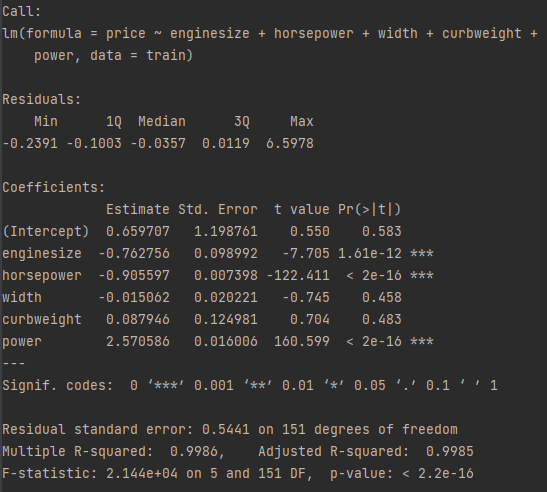 Call:
lm(formula = price ~ enginesize + horsepower + width + curbweight +
    power, data = train)

Residuals:
    Min      1Q  Median      3Q     Max
-0.2391 -0.1003 -0.0357  0.0119  6.5978

Coefficients:
             Estimate Std. Error  t value Pr(>|t|)
(Intercept)  0.659707   1.198761    0.550    0.583
enginesize  -0.762756   0.098992   -7.705 1.61e-12 ***
horsepower  -0.905597   0.007398 -122.411  < 2e-16 ***
width       -0.015062   0.020221   -0.745    0.458
curbweight   0.087946   0.124981    0.704    0.483
power        2.570586   0.016006  160.599  < 2e-16 ***
---
Signif. codes:  0 ‘***’ 0.001 ‘**’ 0.01 ‘*’ 0.05 ‘.’ 0.1 ‘ ’ 1

Residual standard error: 0.5441 on 151 degrees of freedom
Multiple R-squared:  0.9986,    Adjusted R-squared:  0.9985
F-statistic: 2.144e+04 on 5 and 151 DF,  p-value: < 2.2e-16